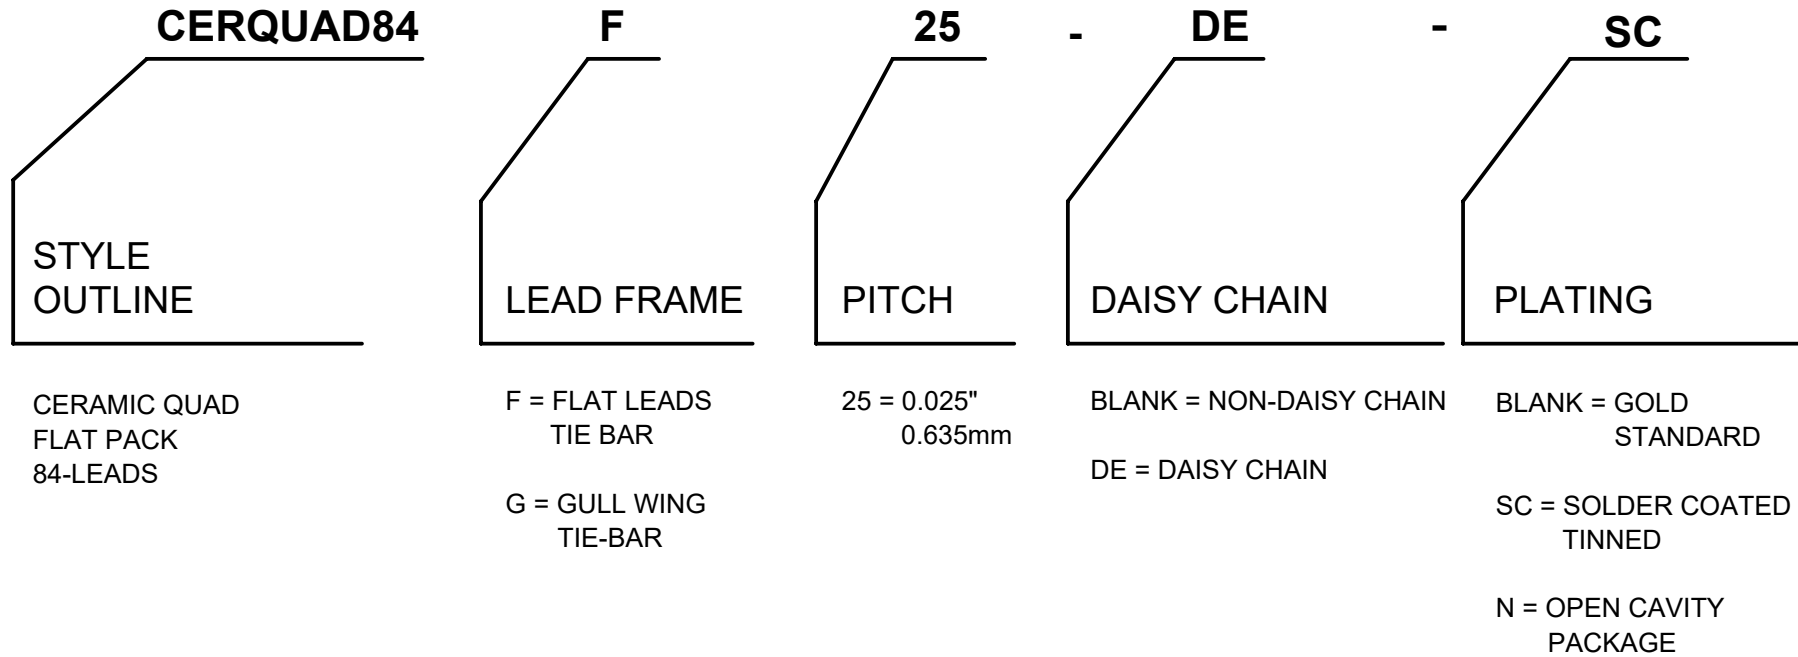 CERQUAD84 F 25 - DE - SC
STYLE
OUTLINE
LEAD FRAME
PITCH
DAISY CHAIN
PLATING
CERAMIC QUAD
FLAT PACK
84-LEADS
F = FLAT LEADS
TIE BAR
G = GULL WING
TIE-BAR
25 = 0.025"
0.635mm
BLANK = NON-DAISY CHAIN
DE = DAISY CHAIN
BLANK = GOLD
STANDARD
SC = SOLDER COATED
TINNED
N = OPEN CAVITY
PACKAGE